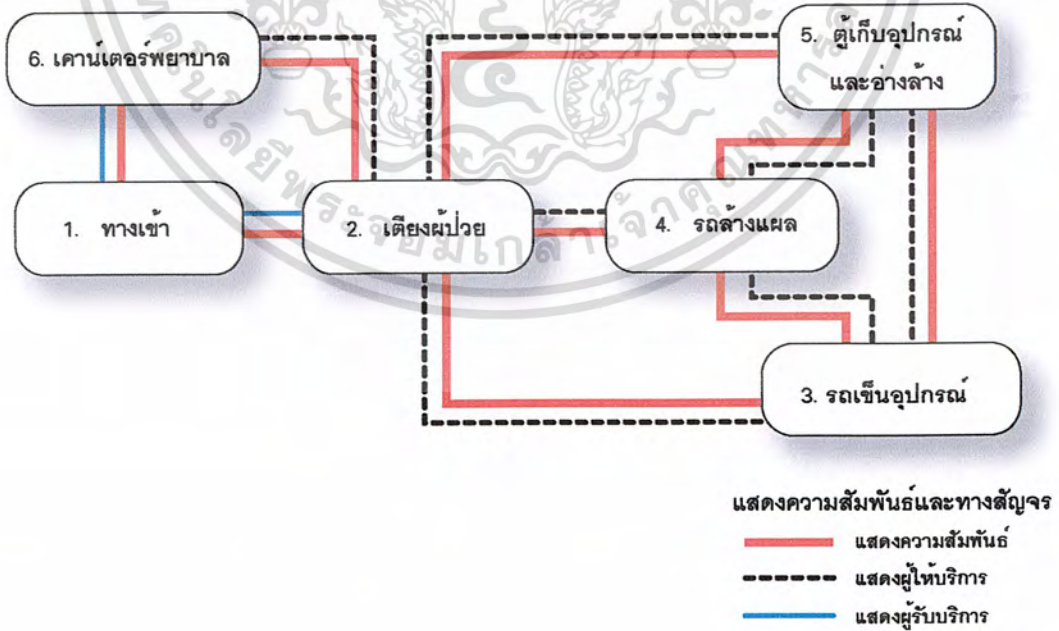 6. เคาน์เตอร์พยาบาล
5. ตู้เก็บอุปกรณ์
และอ่างล้าง
1. ทางเข้า
2. เตียงผู้ป่วย
4. รถล้างแผล
3. รถเข็นอุปกรณ์
แสดงความสัมพันธ์และทางสัญจร
แสดงความสัมพันธ์
แสดงผู้ให้บริการ
แสดงผู้รับบริการ